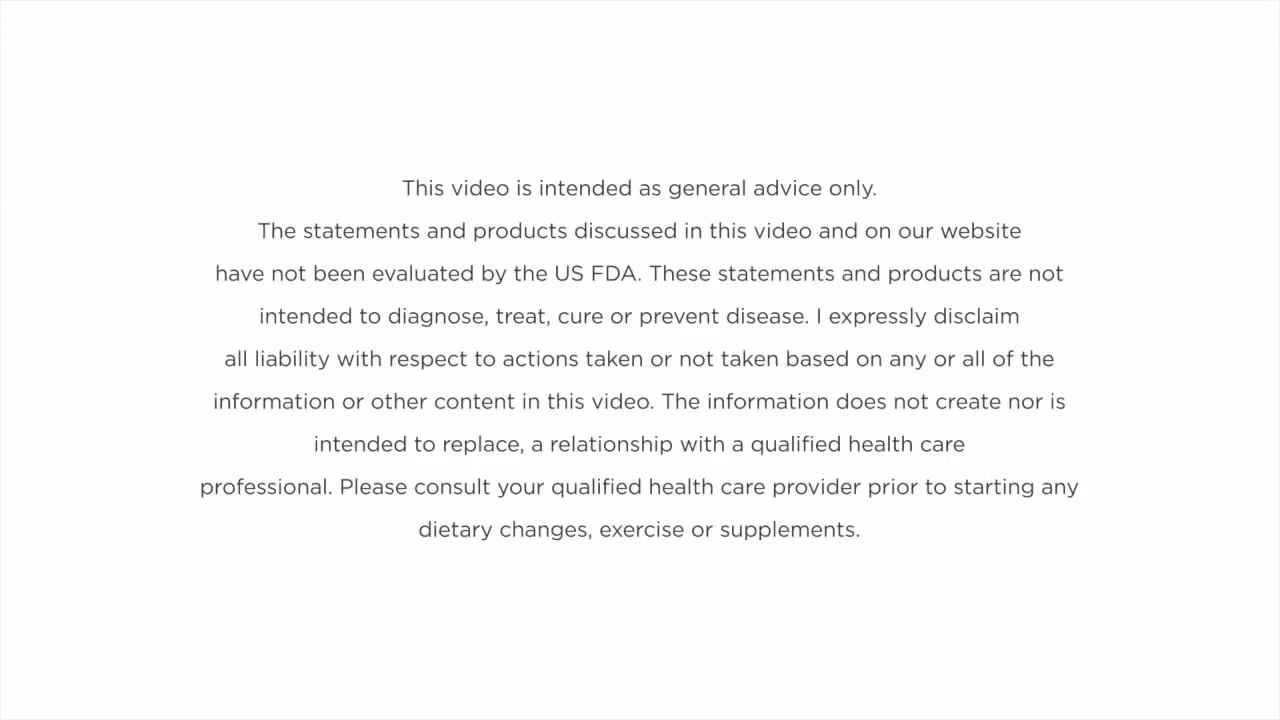 This video is intended as general advice only.
The statements and products discussed in this video and on our website
have not been evaluated by the US FDA. These statements and products are not
intended to diagnose, treat, cure or prevent disease. I expressly disclaim
all liability with respect to actions taken or not taken based on any or all of the
information or other content in this video. The information does not create nor is
intended to replace, a relationship with a qualified health care
professional. Please consult your qualified health care provider prior to starting any
dietary changes, exercise or supplements.